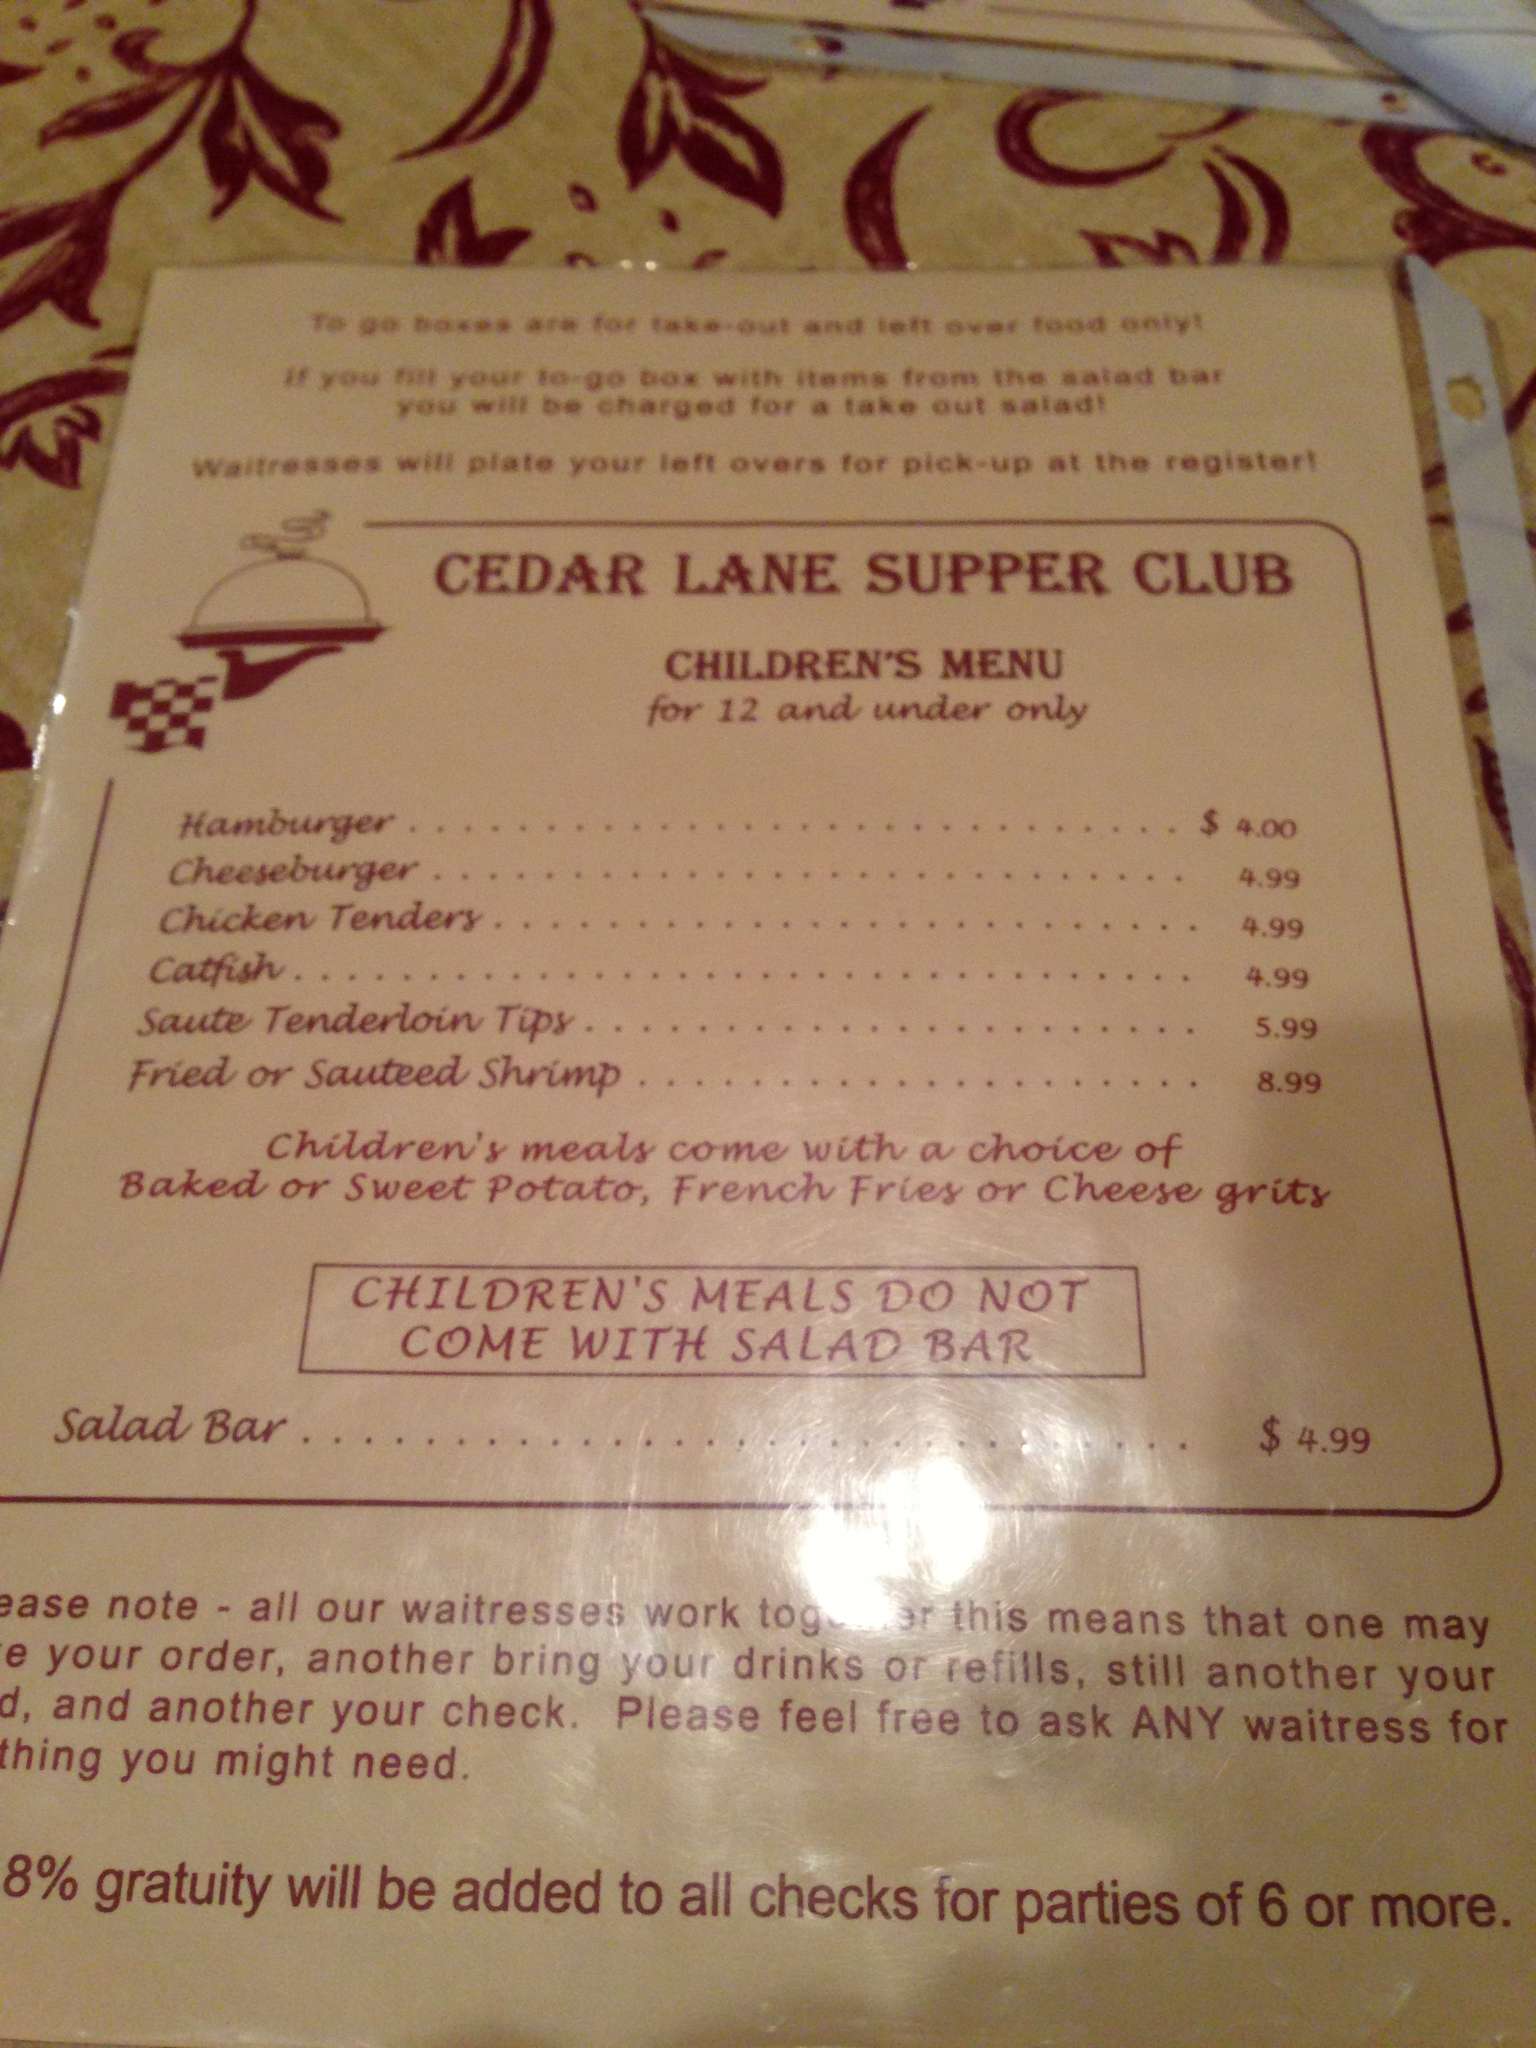 To go boxes are for take-out and left over food only!
If you fill your to-go box with items from the salad bar
you will be charged for a take out salad!
Waitresses will plate your left overs for pick-up at the register!
CEDAR LANE SUPPER CLUB
CHILDREN'S MENU
for 12 and under only
Hamburger . . . . . . . . . . . . . . . . . . . . . . . . . . . . . $ 4.00
Cheeseburger . . . . . . . . . . . . . . . . . . . . . . . . . . . . 4.99
Chicken Tenders . . . . . . . . . . . . . . . . . . . . . . . . . 4.99
Catfish . . . . . . . . . . . . . . . . . . . . . . . . . . . . . . . . 4.99
Saute Tenderloin Tips . . . . . . . . . . . . . . . . . . . . . . 5.99
Fried or Sauteed Shrimp . . . . . . . . . . . . . . . . . . . . 8.99
Children's meals come with a choice of
Baked or Sweet Potato, French Fries or Cheese grits
CHILDREN'S MEALS DO NOT
COME WITH SALAD BAR
Salad Bar . . . . . . . . . . . . . . . . . . . . . . . . . . . . . $ 4.99
ease note - all our waitresses work together this means that one may
e your order, another bring your drinks or refills, still another your
d, and another your check. Please feel free to ask ANY waitress for
thing you might need.
8% gratuity will be added to all checks for parties of 6 or more.